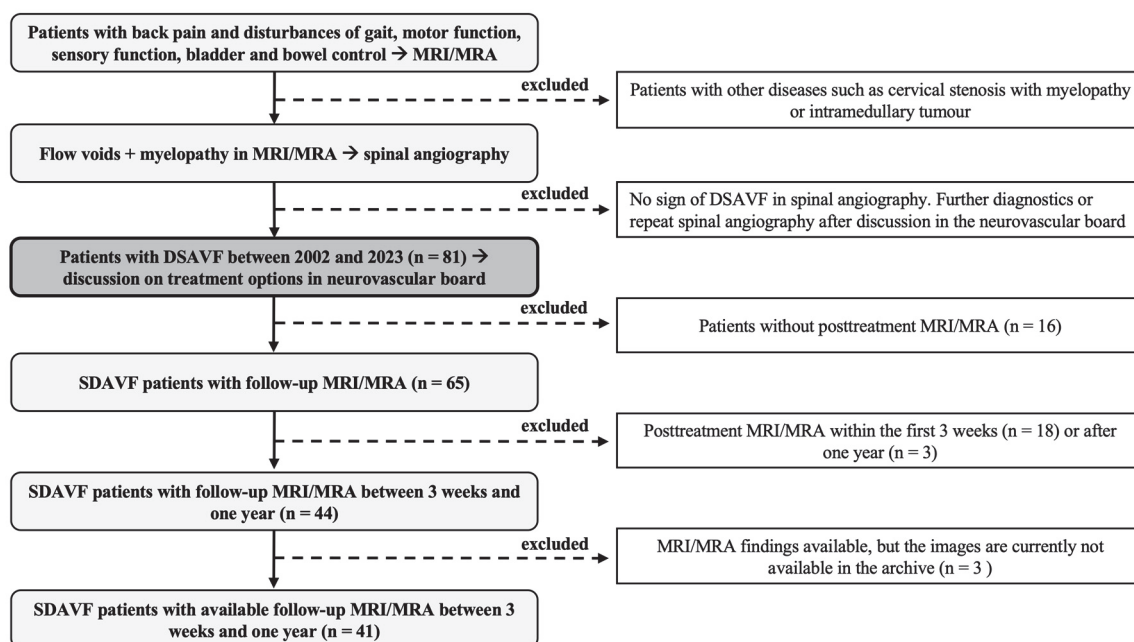 Patients with back pain and disturbances of gait, motor function,
sensory function, bladder and bowel control → MRI/MRA
excluded
Patients with other diseases such as cervical stenosis with myelopathy
or intramedullary tumour
Flow voids + myelopathy in MRI/MRA → spinal angiography
excluded
No sign of DSAVF in spinal angiography. Further diagnostics or
repeat spinal angiography after discussion in the neurovascular board
Patients with DSAVF between 2002 and 2023 (n = 81) →
discussion on treatment options in neurovascular board
excluded
Patients without posttreatment MRI/MRA (n = 16)
SDAVF patients with follow-up MRI/MRA (n = 65)
excluded
Posttreatment MRI/MRA within the first 3 weeks (n = 18) or after
one year (n = 3)
SDAVF patients with follow-up MRI/MRA between 3 weeks and
one year (n = 44)
excluded
MRI/MRA findings available, but the images are currently not
available in the archive (n = 3 )
SDAVF patients with available follow-up MRI/MRA between 3
weeks and one year (n = 41)